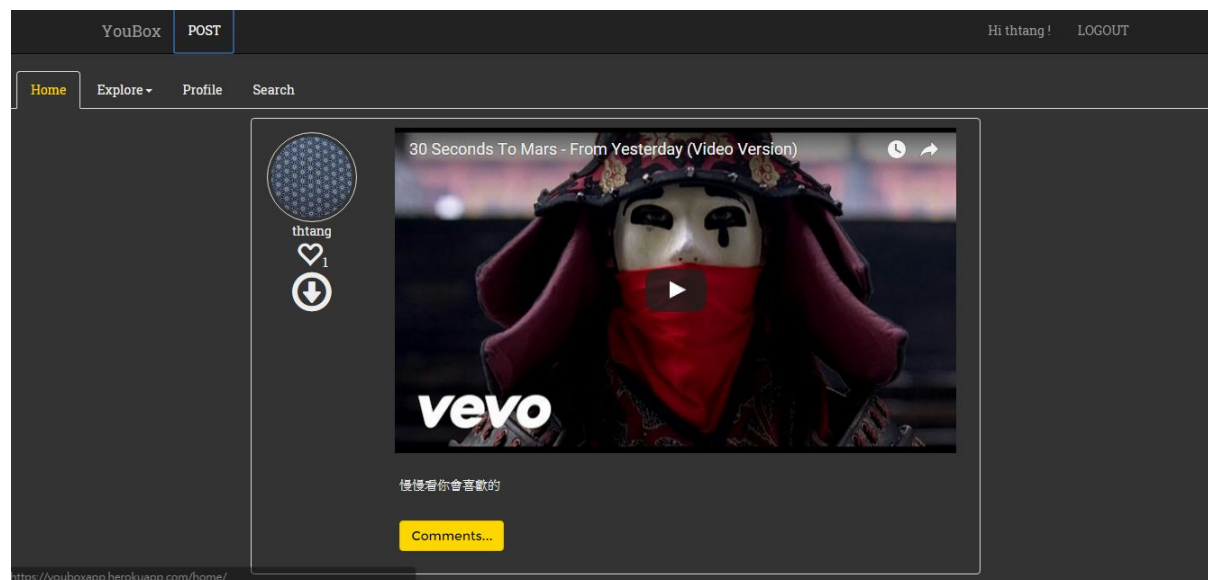 YouBox POST Hi thtang ! LOGOUT
Home Explore Profile Search
30 Seconds To Mars - From Yesterday (Video Version)
thtang
1
vevo
慢慢看你會喜歡的
Comments...
https://youboxapp.herokuapp.com/home/